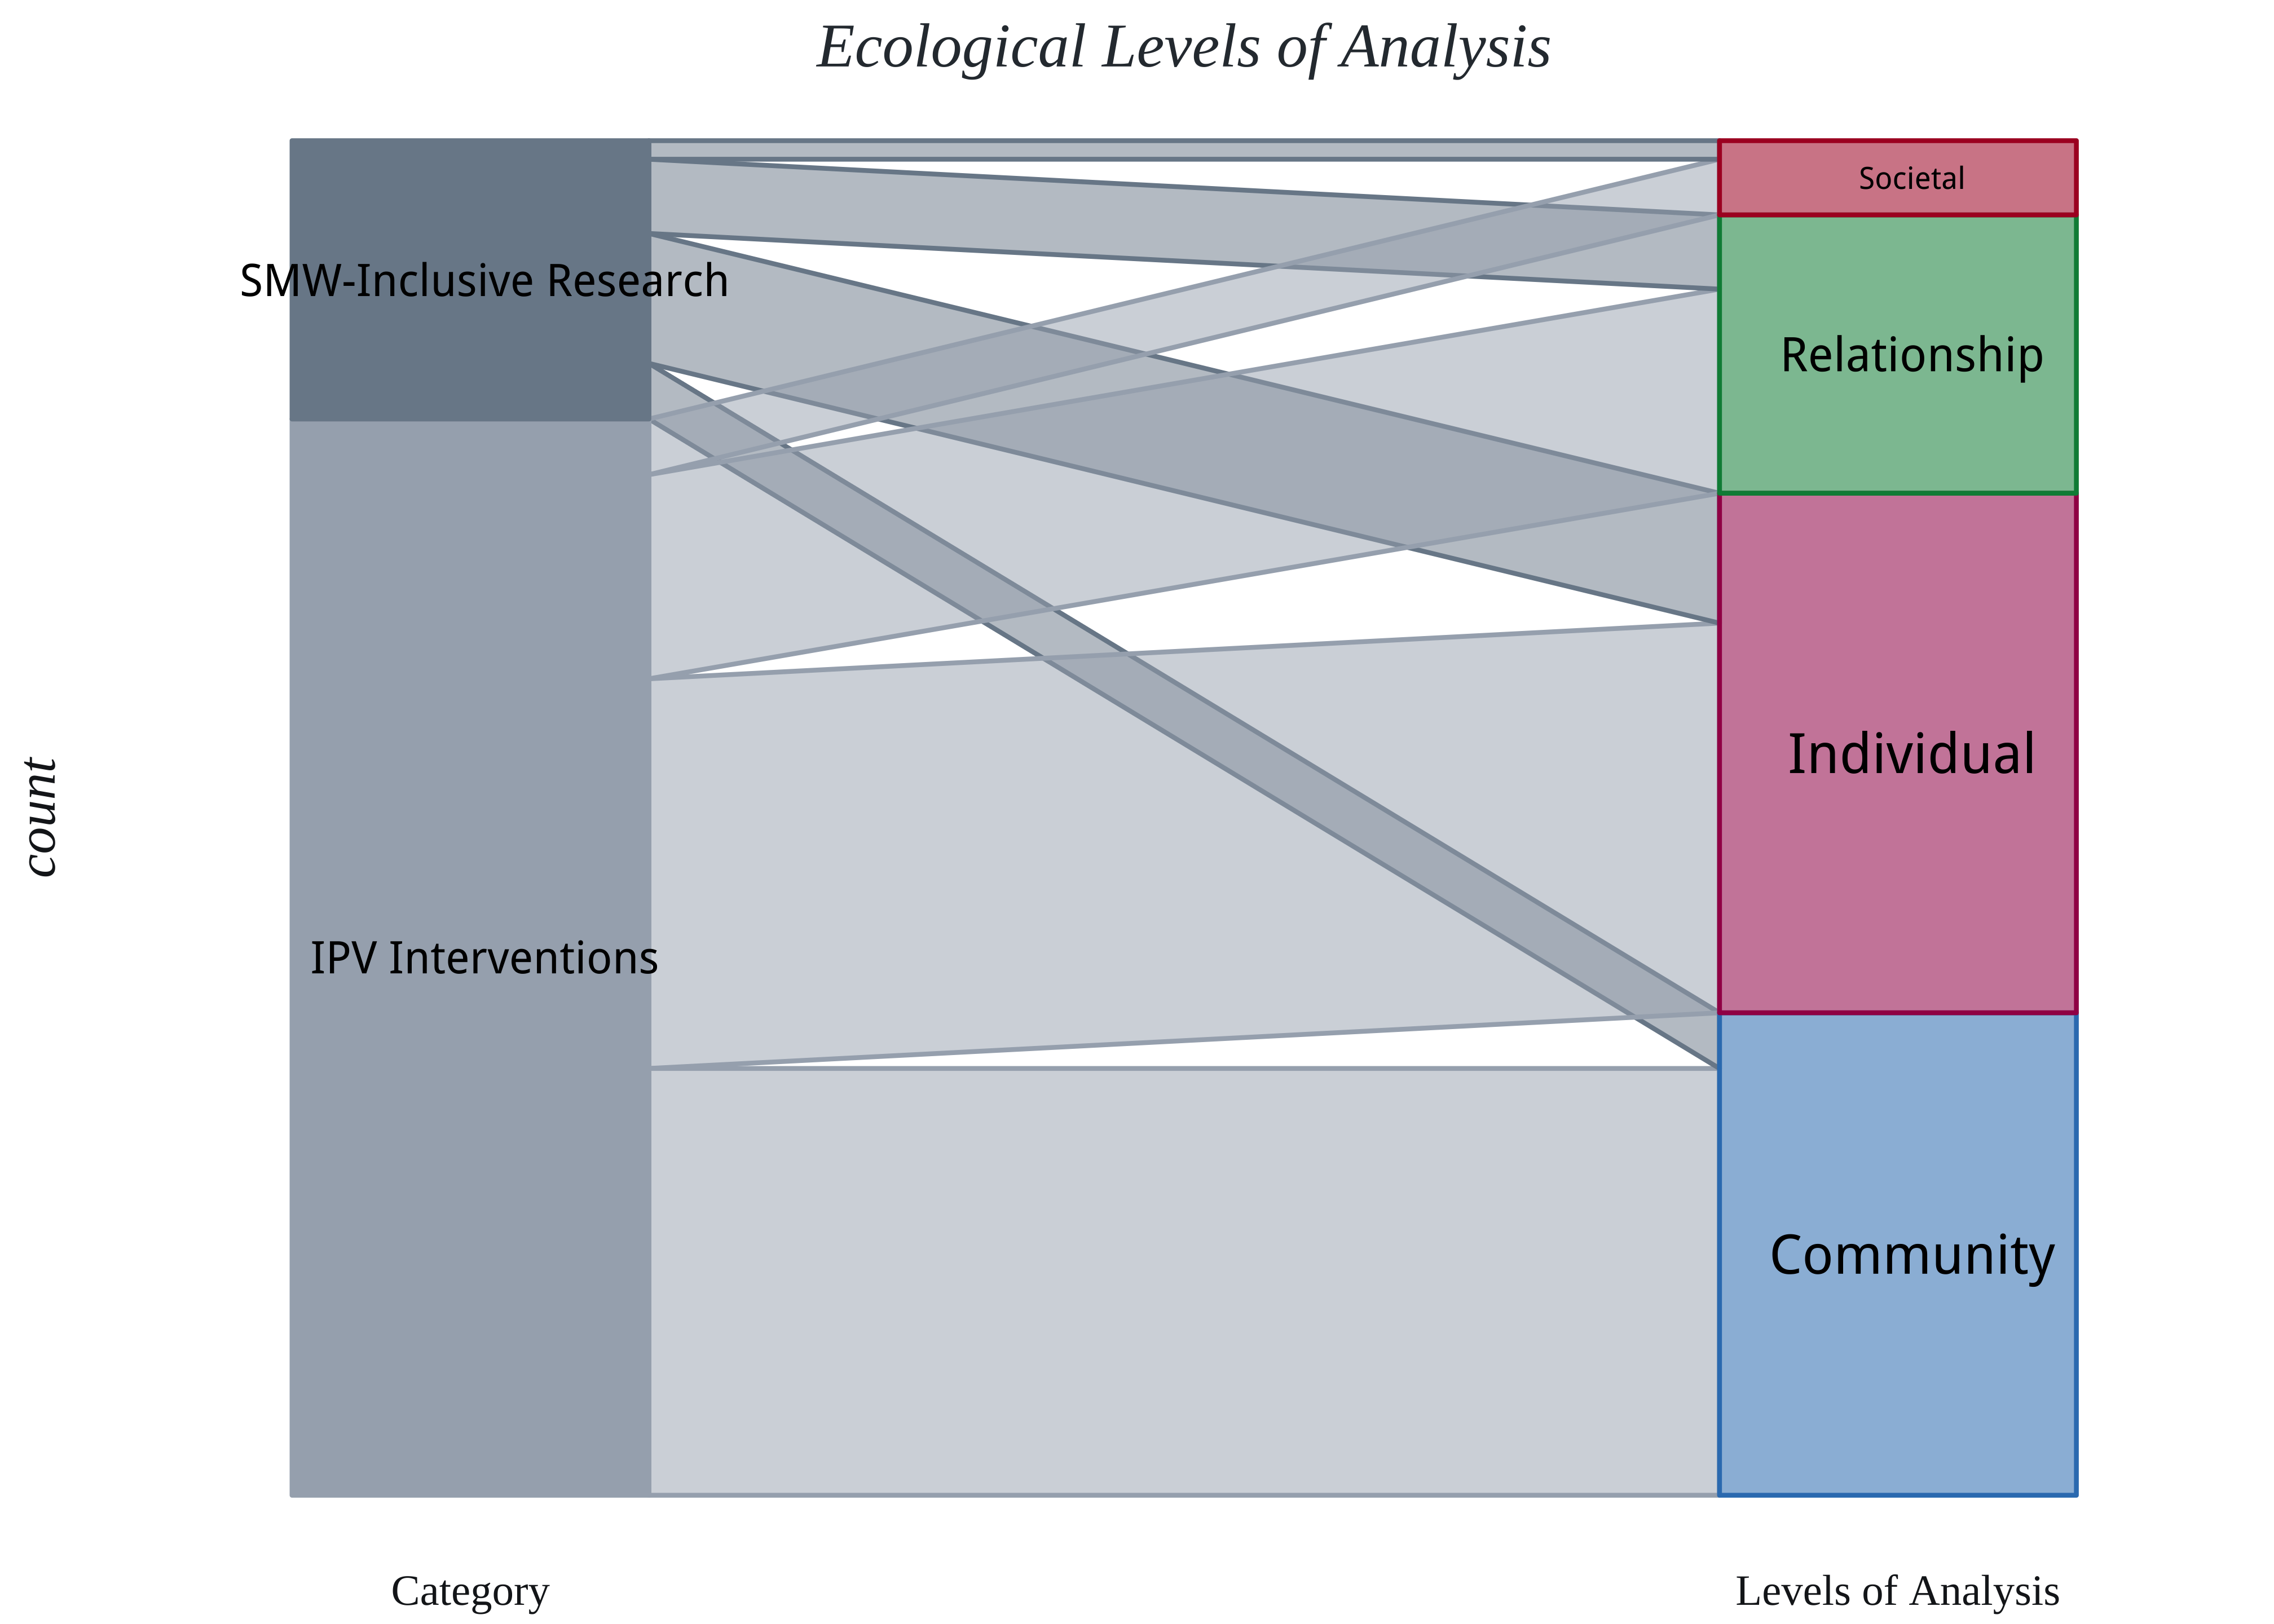 Ecological Levels of Analysis
Societal
SMW-Inclusive Research
Relationship
Individual
count
IPV Interventions
Community
Category
Levels of Analysis